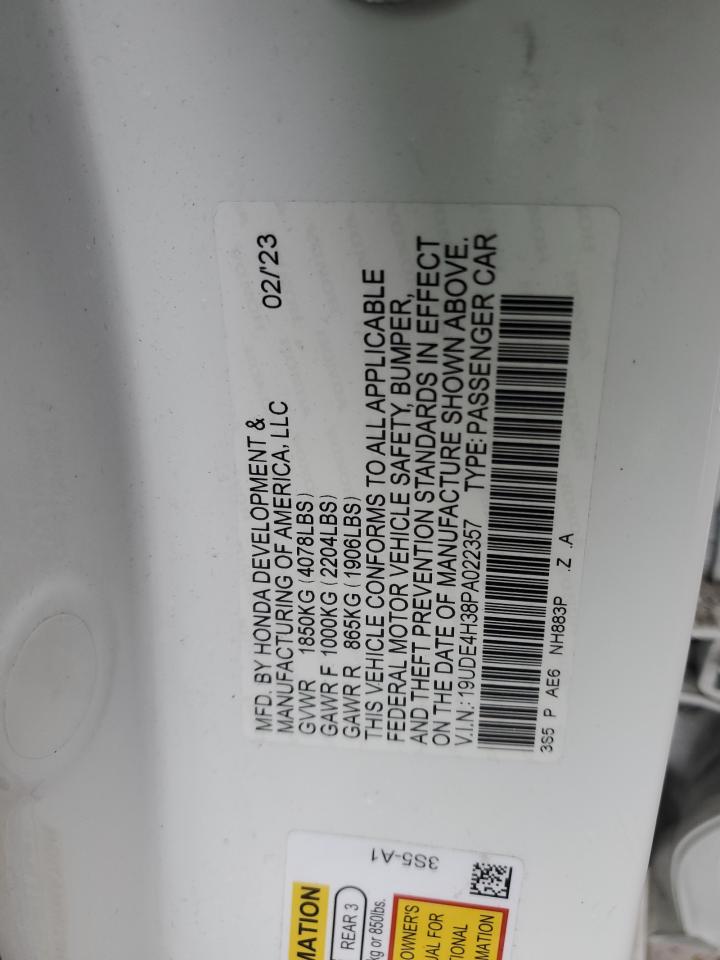 02/'23
MFD. BY HONDA DEVELOPMENT &
MANUFACTURING OF AMERICA, LLC
GVWR 1850KG (4078LBS)
GAWR F 1000KG (2204LBS)
GAWR R 865KG (1906LBS)
THIS VEHICLE CONFORMS TO ALL APPLICABLE
FEDERAL MOTOR VEHICLE SAFETY, BUMPER,
AND THEFT PREVENTION STANDARDS IN EFFECT
ON THE DATE OF MANUFACTURE SHOWN ABOVE.
V.I.N.: 19UDE4H38PA022357 TYPE: PASSENGER CAR
3S5 P AE6 NH883P .Z .A
3S5-A1
MATION
REAR 3
kg or 850lbs.
OWNER'S
UAL FOR
TIONAL
MATION